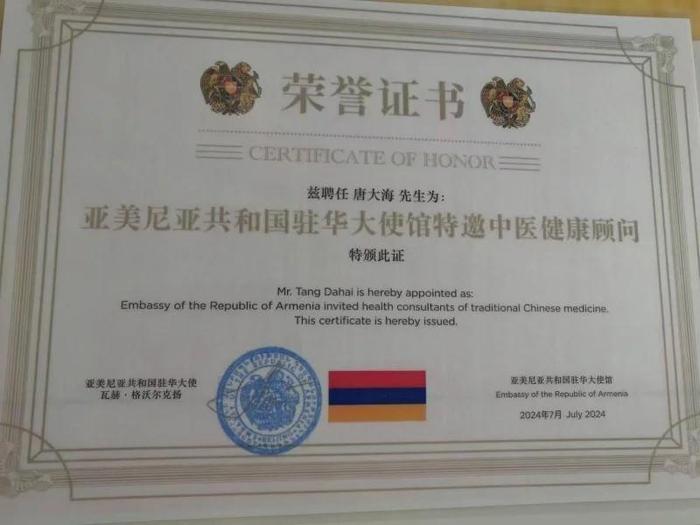 荣誉证书
CERTIFICATE OF HONOR
兹聘任 唐大海 先生为:
亚美尼亚共和国驻华大使馆特邀中医健康顾问
特颁此证
Mr. Tang Dahai is hereby appointed as:
Embassy of the Republic of Armenia invited health consultants of traditional Chinese medicine.
This certificate is hereby issued.
亚美尼亚共和国驻华大使
瓦赫·格沃尔克扬
亚美尼亚共和国驻华大使馆
Embassy of the Republic of Armenia
2024年7月 July 2024